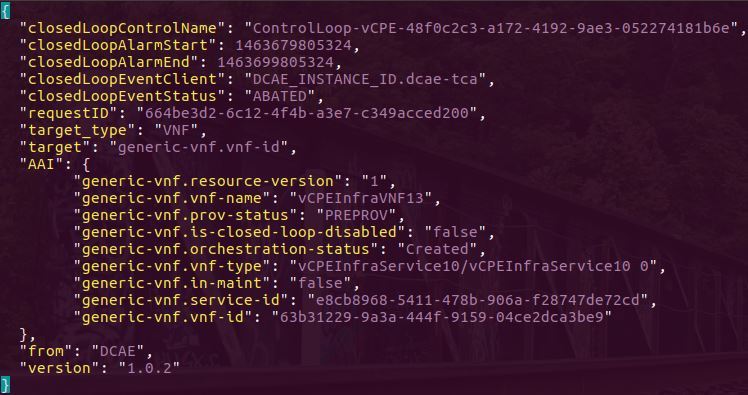 {
"closedLoopControlName": "ControlLoop-vCPE-48f0c2c3-a172-4192-9ae3-052274181b6e",
"closedLoopAlarmStart": 1463679805324,
"closedLoopAlarmEnd": 1463699805324,
"closedLoopEventClient": "DCAE_INSTANCE_ID.dcae-tca",
"closedLoopEventStatus": "ABATED",
"requestID": "664be3d2-6c12-4f4b-a3e7-c349acced200",
"target_type": "VNF",
"target": "generic-vnf.vnf-id",
"AAI": {
"generic-vnf.resource-version": "1",
"generic-vnf.vnf-name": "vCPEInfraVNF13",
"generic-vnf.prov-status": "PREPROV",
"generic-vnf.is-closed-loop-disabled": "false",
"generic-vnf.orchestration-status": "Created",
"generic-vnf.vnf-type": "vCPEInfraService10/vCPEInfraService10 0",
"generic-vnf.in-maint": "false",
"generic-vnf.service-id": "e8cb8968-5411-478b-906a-f28747de72cd",
"generic-vnf.vnf-id": "63b31229-9a3a-444f-9159-04ce2dca3be9"
},
"from": "DCAE",
"version": "1.0.2"
}